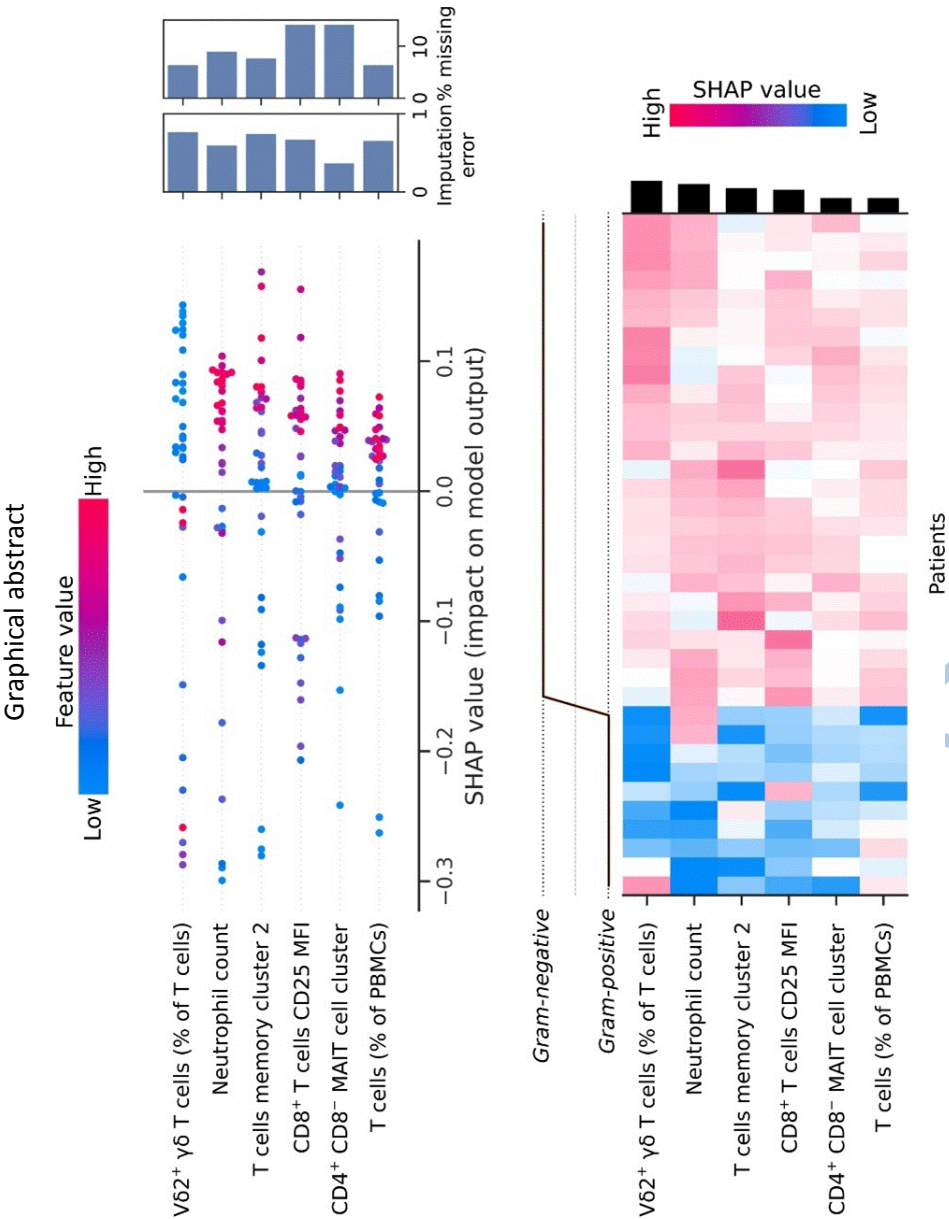 Graphical abstract
Feature value
Low
High
Vδ2⁺ γδ T cells (% of T cells)
Neutrophil count
T cells memory cluster 2
CD8⁺ T cells CD25 MFI
CD4⁺ CD8⁻ MAIT cell cluster
T cells (% of PBMCs)
−0.3
−0.2
−0.1
0.0
0.1
SHAP value (impact on model output)
0
1
Imputation
error
0
10
% missing
Gram-negative
Gram-positive
Vδ2⁺ γδ T cells (% of T cells)
Neutrophil count
T cells memory cluster 2
CD8⁺ T cells CD25 MFI
CD4⁺ CD8⁻ MAIT cell cluster
T cells (% of PBMCs)
Patients
High
SHAP value
Low